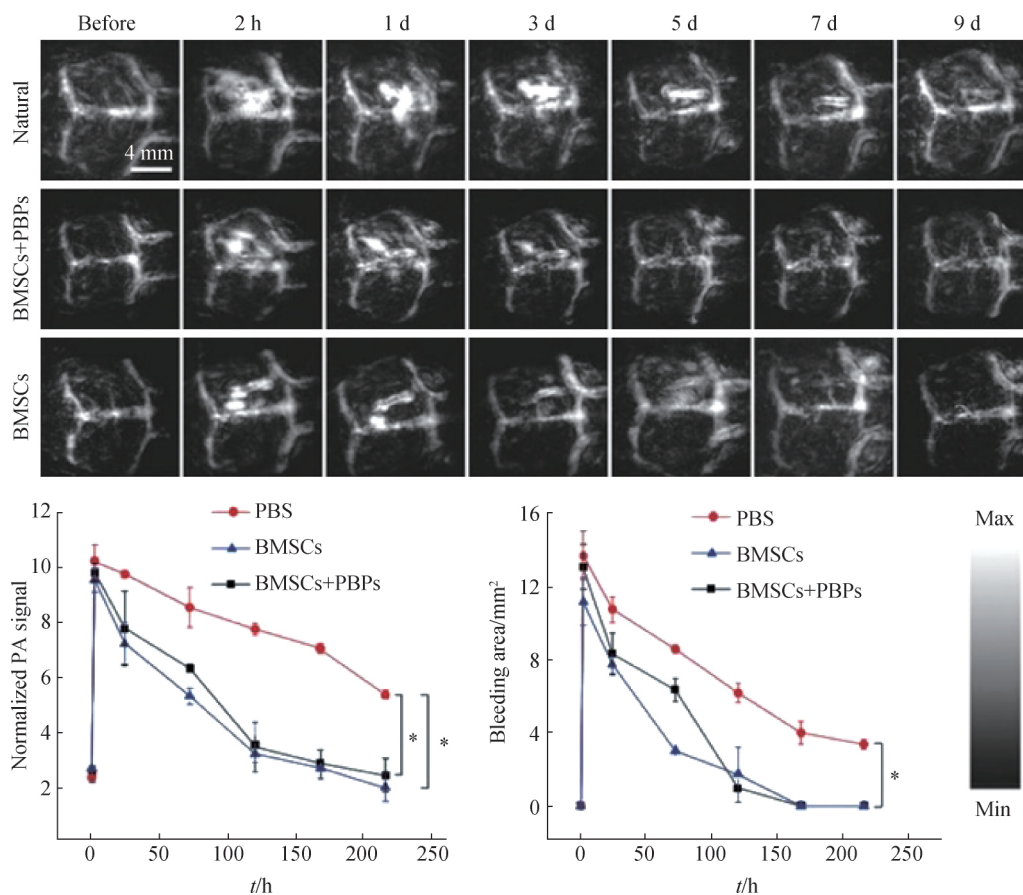 Before 2 h 1 d 3 d 5 d 7 d 9 d
Natural
4 mm
BMSCs+PBPs
BMSCs
12
10
8
6
4
2
0 50 100 150 200 250
t/h
Normalized PA signal
PBS
BMSCs
BMSCs+PBPs
* *
16
12
8
4
0
0 50 100 150 200 250
t/h
Bleeding area/mm²
PBS
BMSCs
BMSCs+PBPs
*
Max
Min